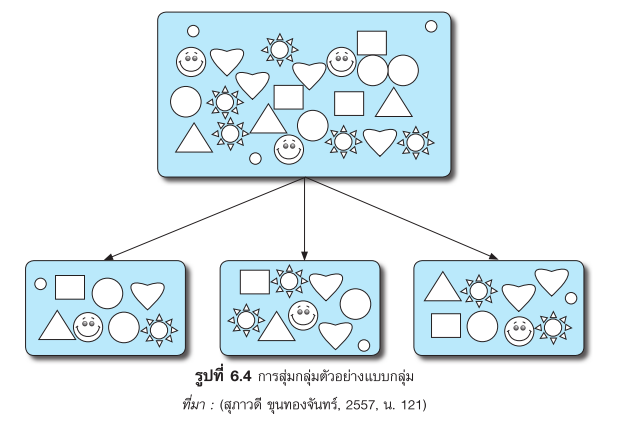 รูปที่ 6.4 การสุ่มกลุ่มตัวอย่างแบบกลุ่ม
ที่มา : (สุภาวดี ขุนทองจันทร์, 2557, น. 121)